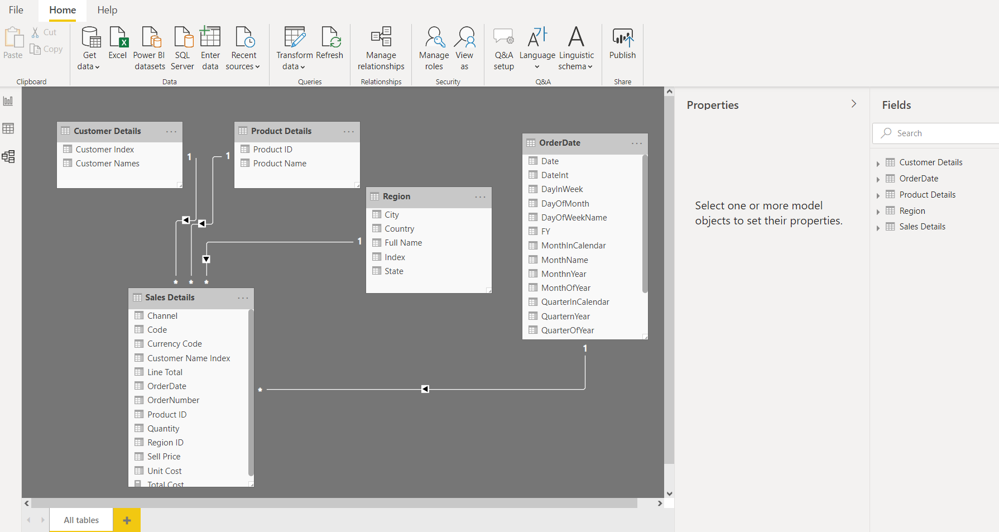 File
Home
Help
Paste
Cut
Copy
Get data
Excel
Power BI datasets
SQL Server
Enter data
Recent sources
Transform data
Refresh
Manage relationships
Manage roles
View as
Q&A setup
Language
Linguistic schema
Publish
Clipboard
Data
Queries
Relationships
Security
Q&A
Share
Customer Details
Customer Index
Customer Names
1
1
Product Details
Product ID
Product Name
Region
City
Country
Full Name
Index
State
1
OrderDate
Date
DateInt
DayInWeek
DayOfMonth
DayOfWeekName
FY
MonthInCalendar
MonthName
MonthnYear
MonthOfYear
QuarterInCalendar
QuarternYear
QuarterOfYear
1
* * *
Sales Details
Channel
Code
Currency Code
Customer Name Index
Line Total
OrderDate
OrderNumber
Product ID
Quantity
Region ID
Sell Price
Unit Cost
Total Cost
*
All tables
Properties
Select one or more model
objects to set their properties.
Fields
Search
Customer Details
OrderDate
Product Details
Region
Sales Details